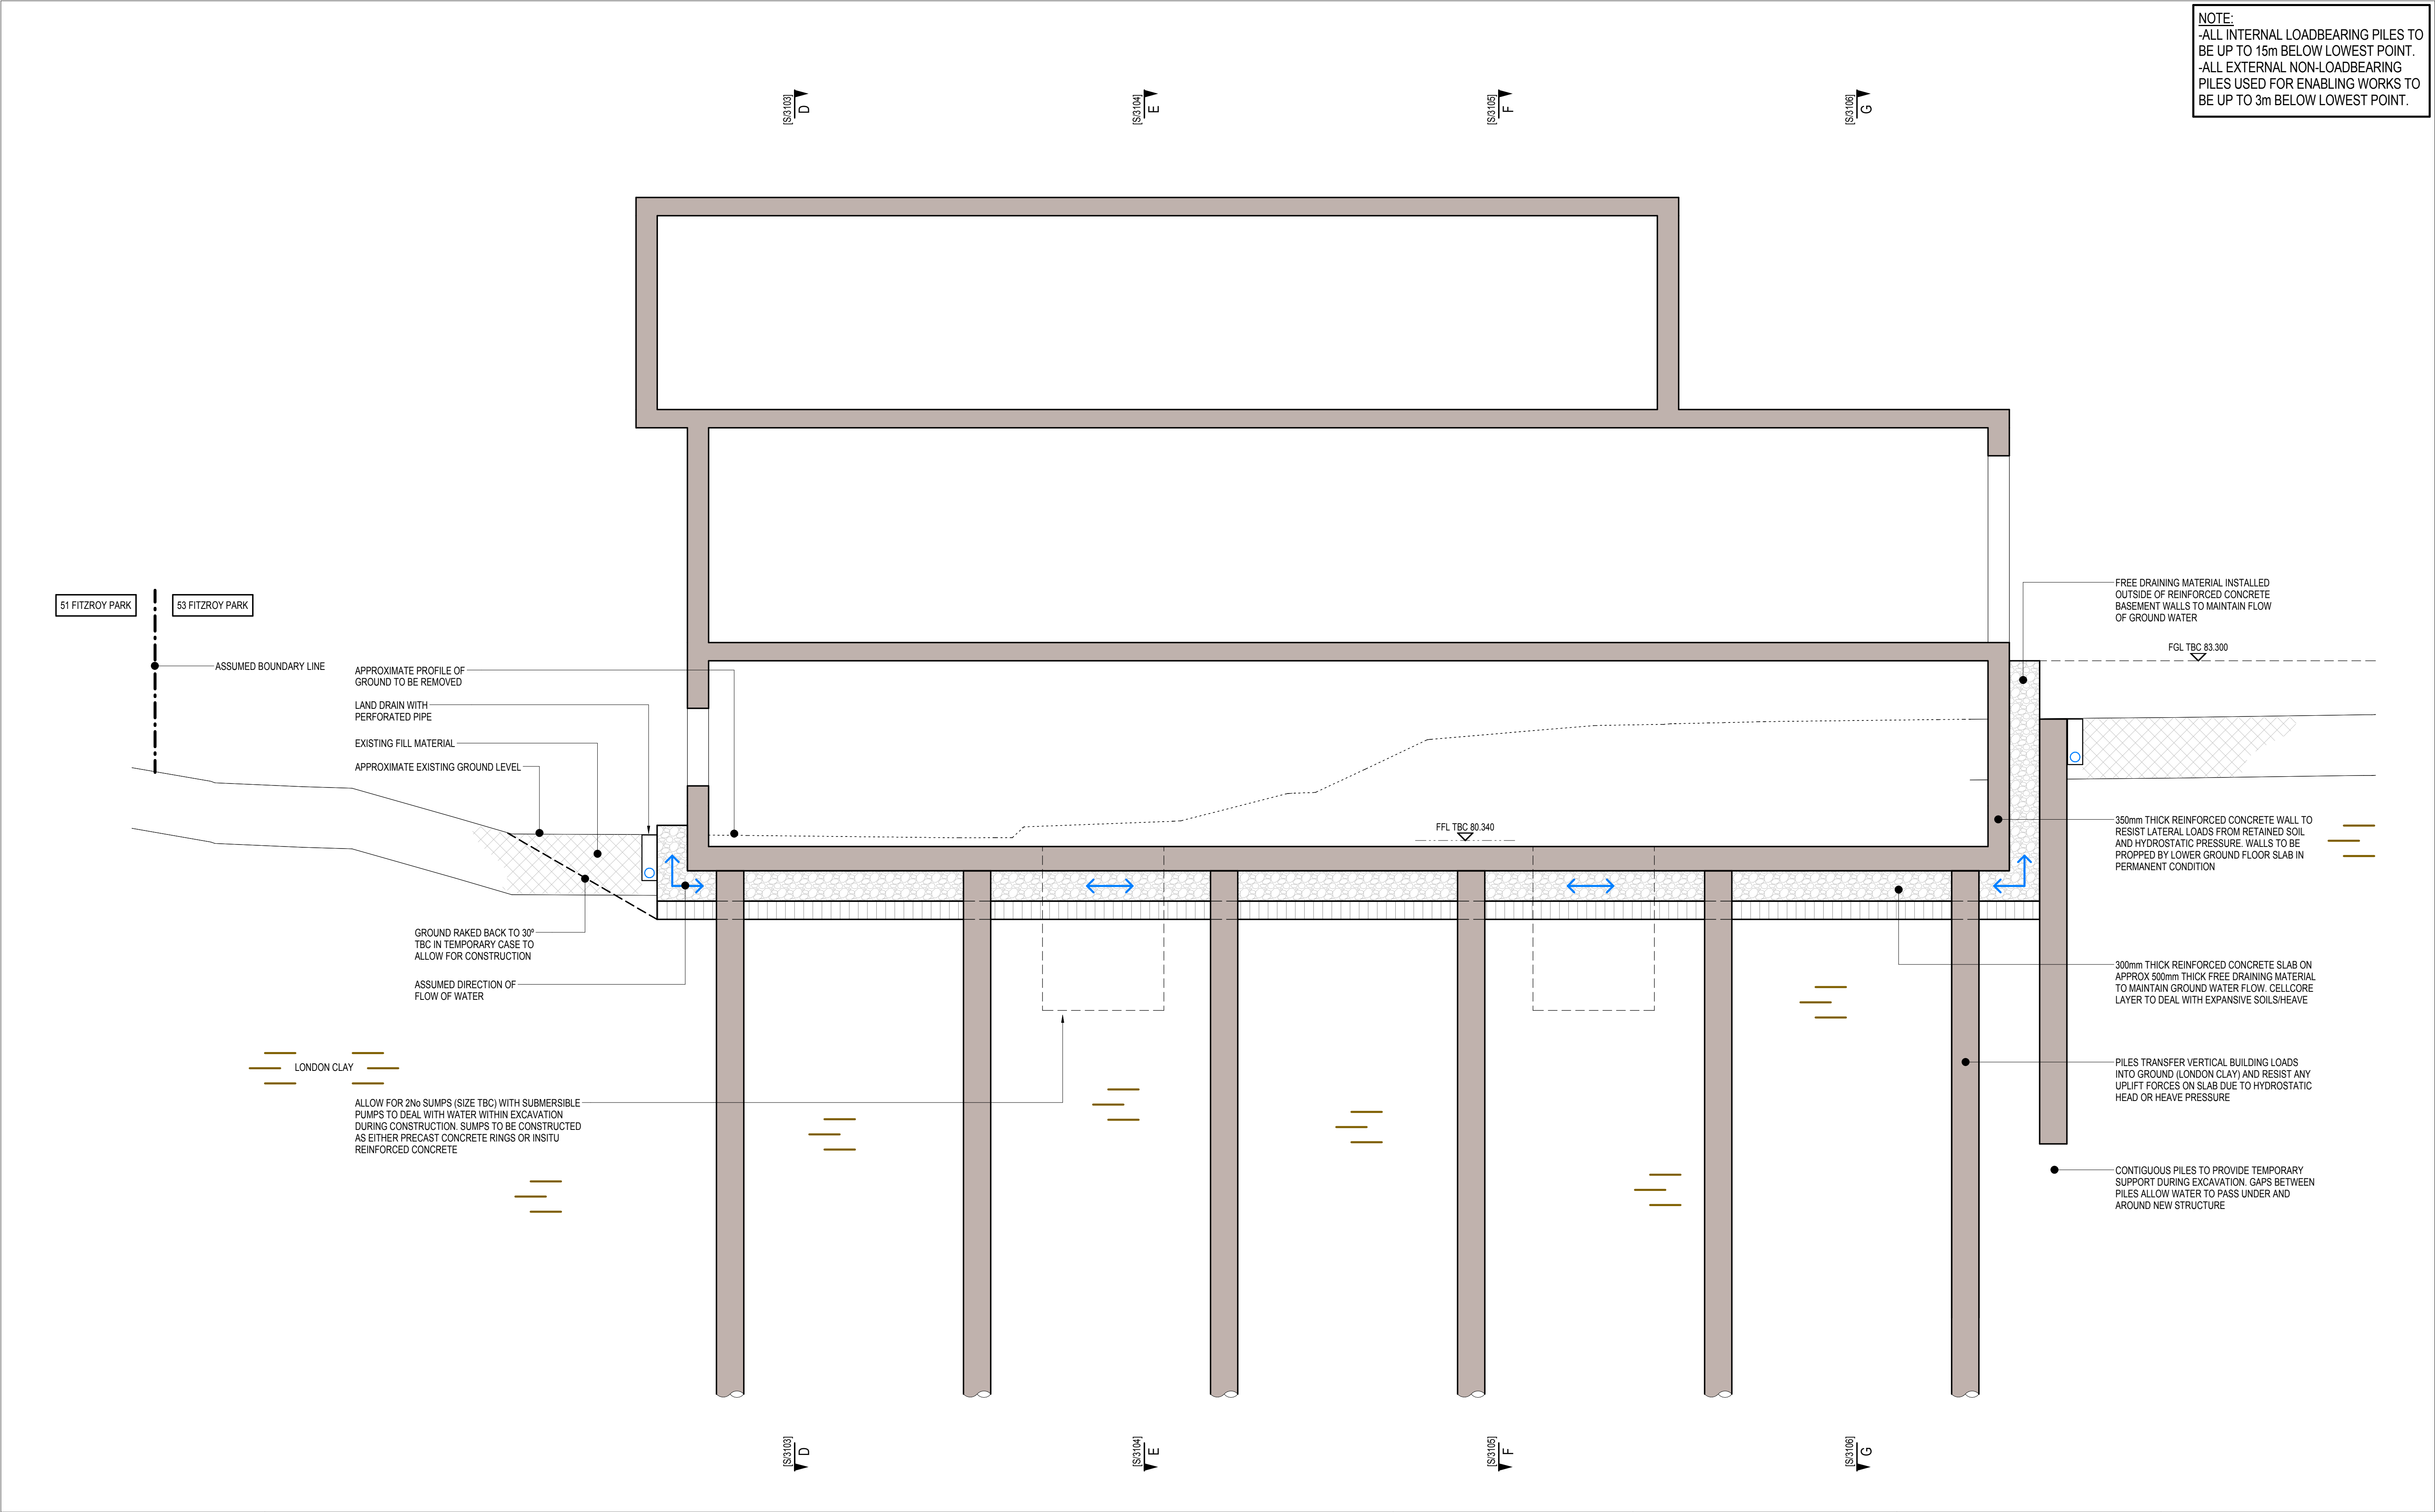 NOTE:
-ALL INTERNAL LOADBEARING PILES TO
BE UP TO 15m BELOW LOWEST POINT.
-ALL EXTERNAL NON-LOADBEARING
PILES USED FOR ENABLING WORKS TO
BE UP TO 3m BELOW LOWEST POINT.
[S/3103]
D
[S/3104]
E
[S/3105]
F
[S/3106]
G
51 FITZROY PARK
53 FITZROY PARK
ASSUMED BOUNDARY LINE
APPROXIMATE PROFILE OF
GROUND TO BE REMOVED
LAND DRAIN WITH
PERFORATED PIPE
EXISTING FILL MATERIAL
APPROXIMATE EXISTING GROUND LEVEL
GROUND RAKED BACK TO 30°
TBC IN TEMPORARY CASE TO
ALLOW FOR CONSTRUCTION
ASSUMED DIRECTION OF
FLOW OF WATER
LONDON CLAY
ALLOW FOR 2No SUMPS (SIZE TBC) WITH SUBMERSIBLE
PUMPS TO DEAL WITH WATER WITHIN EXCAVATION
DURING CONSTRUCTION. SUMPS TO BE CONSTRUCTED
AS EITHER PRECAST CONCRETE RINGS OR INSITU
REINFORCED CONCRETE
FFL TBC 80.340
FREE DRAINING MATERIAL INSTALLED
OUTSIDE OF REINFORCED CONCRETE
BASEMENT WALLS TO MAINTAIN FLOW
OF GROUND WATER
FGL TBC 83.300
350mm THICK REINFORCED CONCRETE WALL TO
RESIST LATERAL LOADS FROM RETAINED SOIL
AND HYDROSTATIC PRESSURE. WALLS TO BE
PROPPED BY LOWER GROUND FLOOR SLAB IN
PERMANENT CONDITION
300mm THICK REINFORCED CONCRETE SLAB ON
APPROX 500mm THICK FREE DRAINING MATERIAL
TO MAINTAIN GROUND WATER FLOW. CELLCORE
LAYER TO DEAL WITH EXPANSIVE SOILS/HEAVE
PILES TRANSFER VERTICAL BUILDING LOADS
INTO GROUND (LONDON CLAY) AND RESIST ANY
UPLIFT FORCES ON SLAB DUE TO HYDROSTATIC
HEAD OR HEAVE PRESSURE
CONTIGUOUS PILES TO PROVIDE TEMPORARY
SUPPORT DURING EXCAVATION. GAPS BETWEEN
PILES ALLOW WATER TO PASS UNDER AND
AROUND NEW STRUCTURE
[S/3103]
D
[S/3104]
E
[S/3105]
F
[S/3106]
G